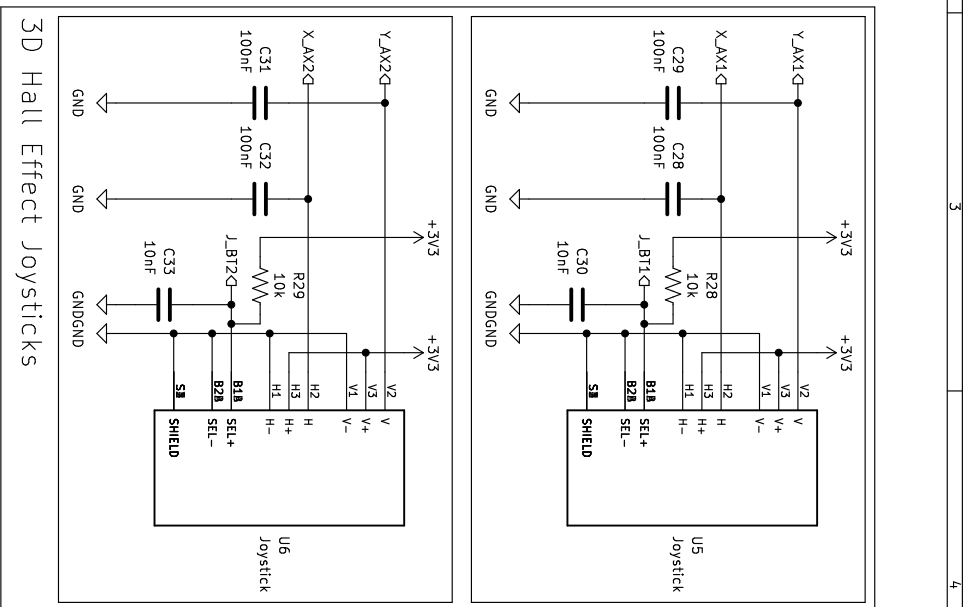 3
4
3D Hall Effect Joysticks
Y_AX1
X_AX1
C29
100nF
C28
100nF
GND
GND
+3V3
+3V3
R28
10k
J_BT1
C30
10nF
GNDGND
V2
V3
V1
H2
H3
H1
B1B
B2B
V
V+
V-
H
H+
H-
SEL+
SEL-
SHIELD
U5
Joystick
Y_AX2
X_AX2
C31
100nF
C32
100nF
GND
GND
+3V3
+3V3
R29
10k
J_BT2
C33
10nF
GNDGND
V2
V3
V1
H2
H3
H1
B1B
B2B
V
V+
V-
H
H+
H-
SEL+
SEL-
SHIELD
U6
Joystick